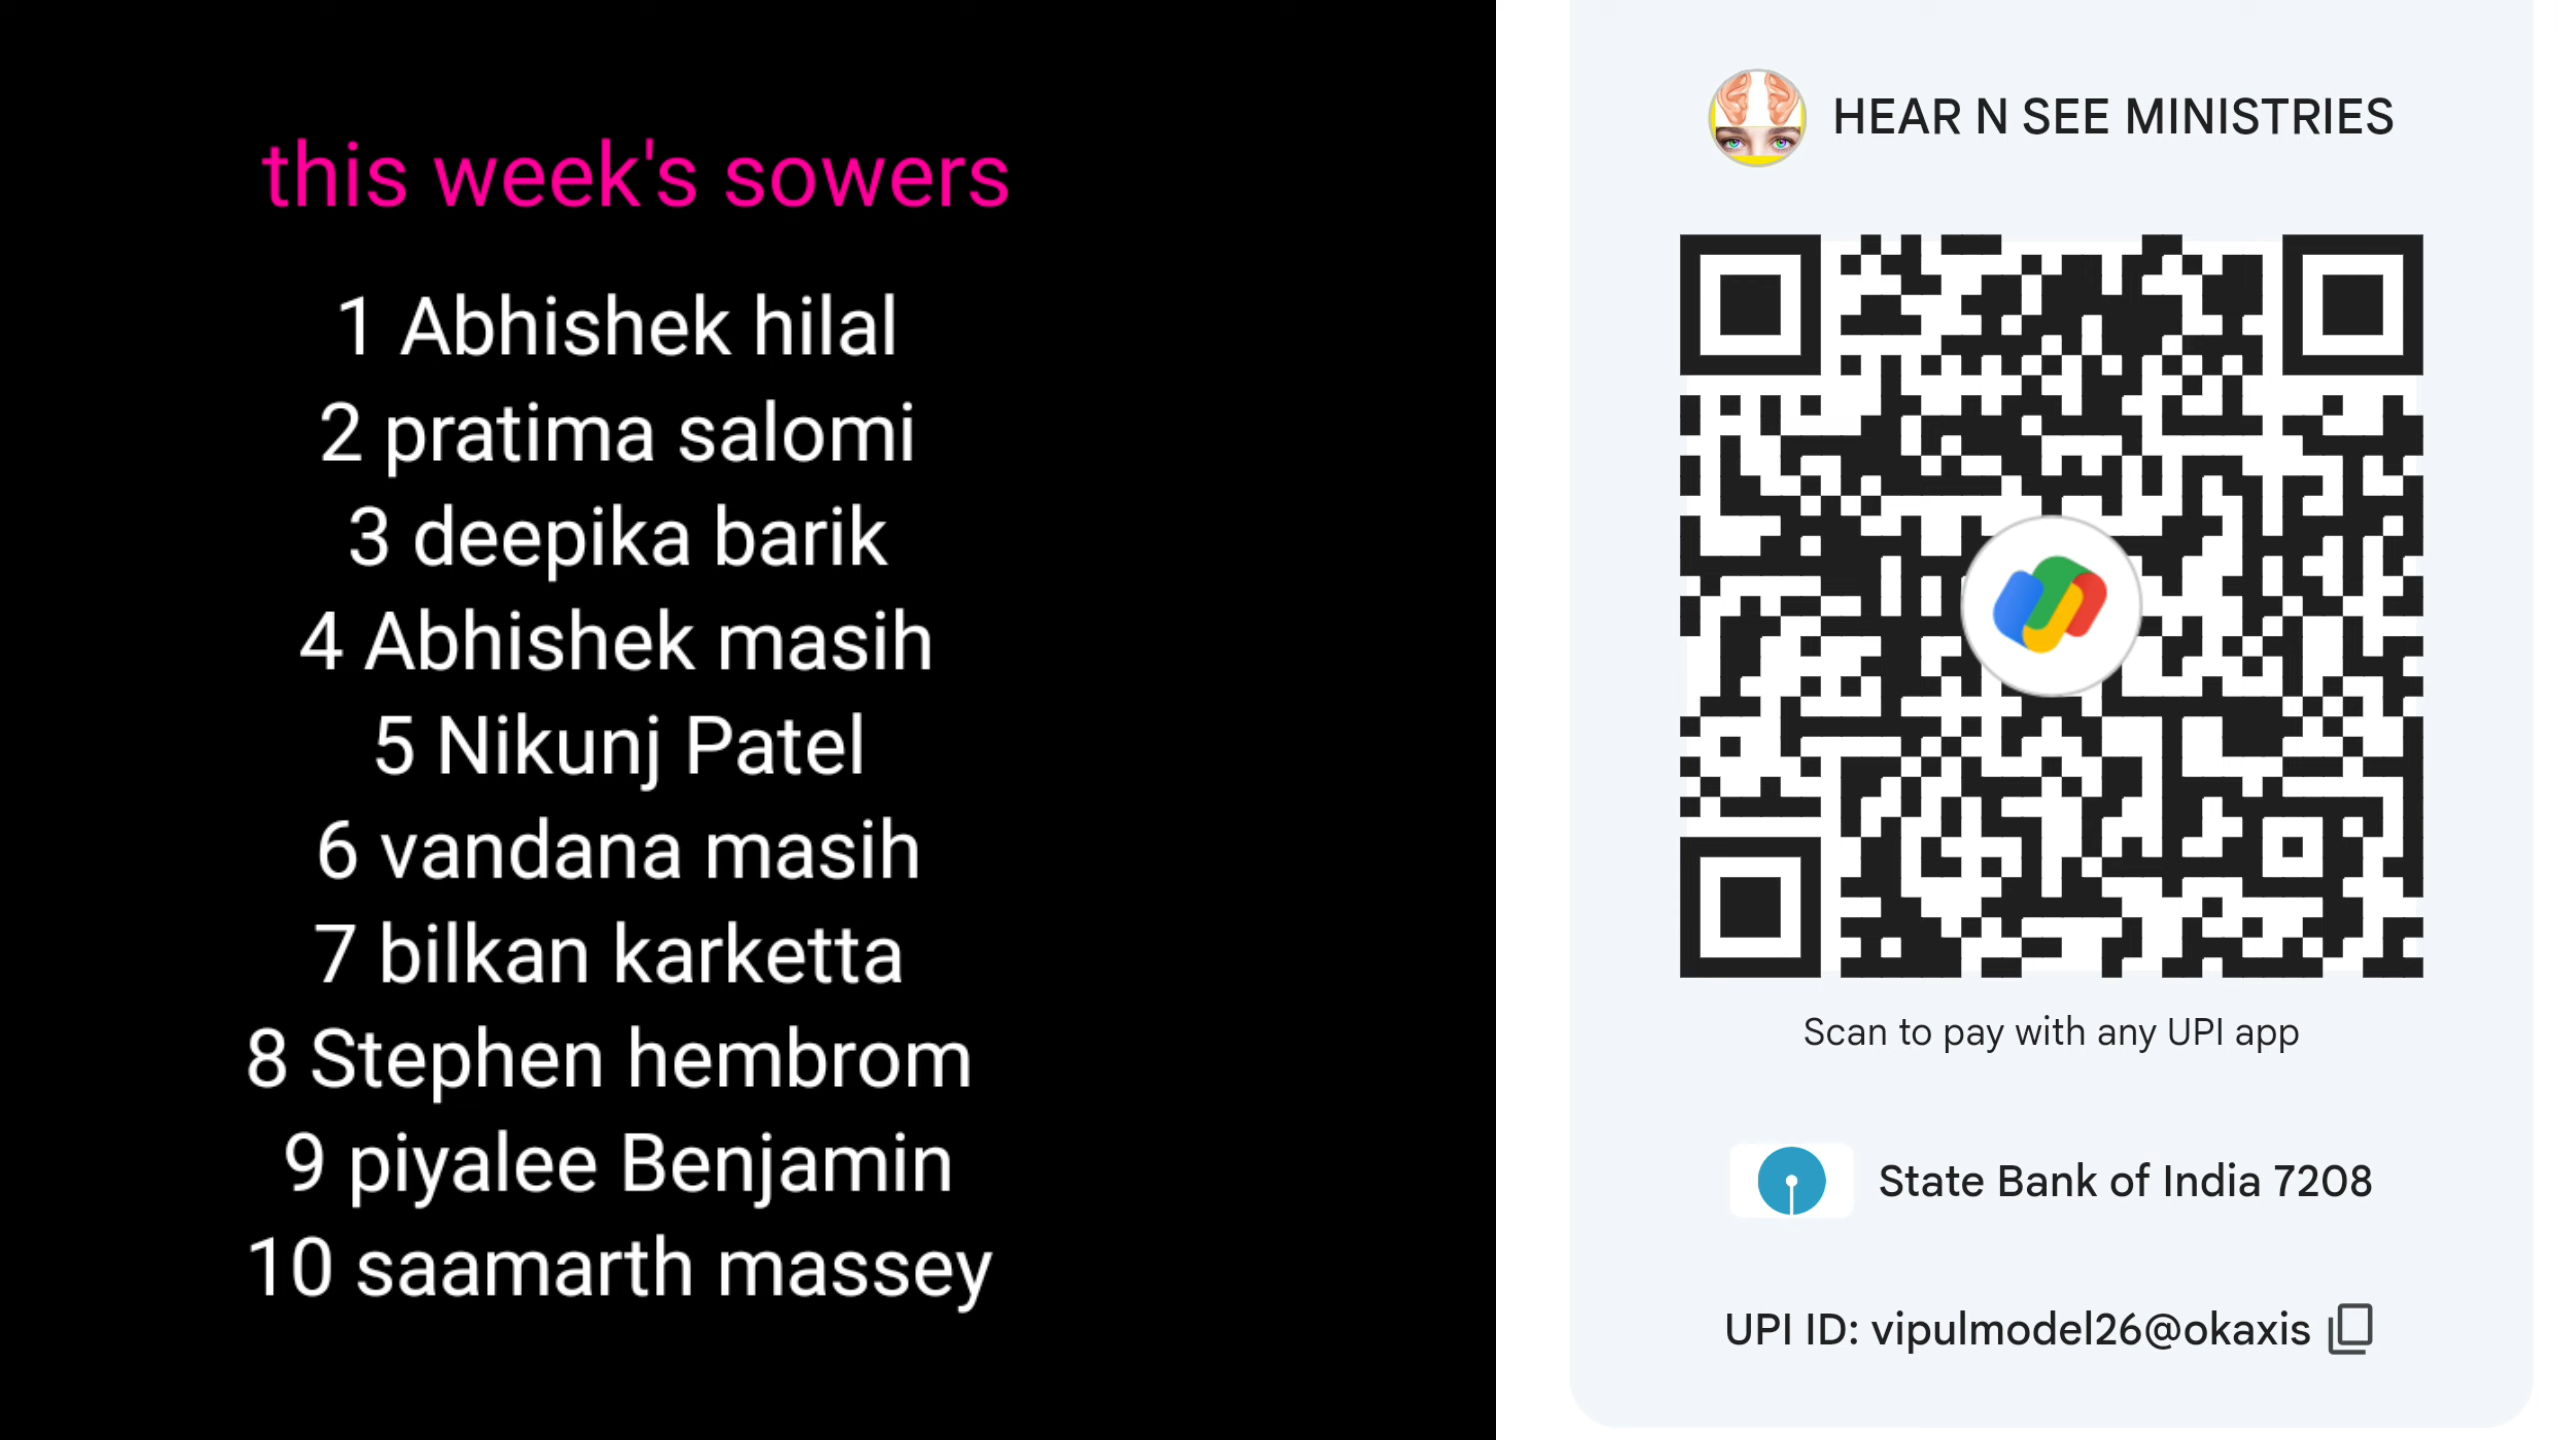 this week's sowers
1 Abhishek hilal
2 pratima salomi
3 deepika barik
4 Abhishek masih
5 Nikunj Patel
6 vandana masih
7 bilkan karketta
8 Stephen hembrom
9 piyalee Benjamin
10 saamarth massey
HEAR N SEE MINISTRIES
Scan to pay with any UPI app
State Bank of India 7208
UPI ID: vipulmodel26@okaxis